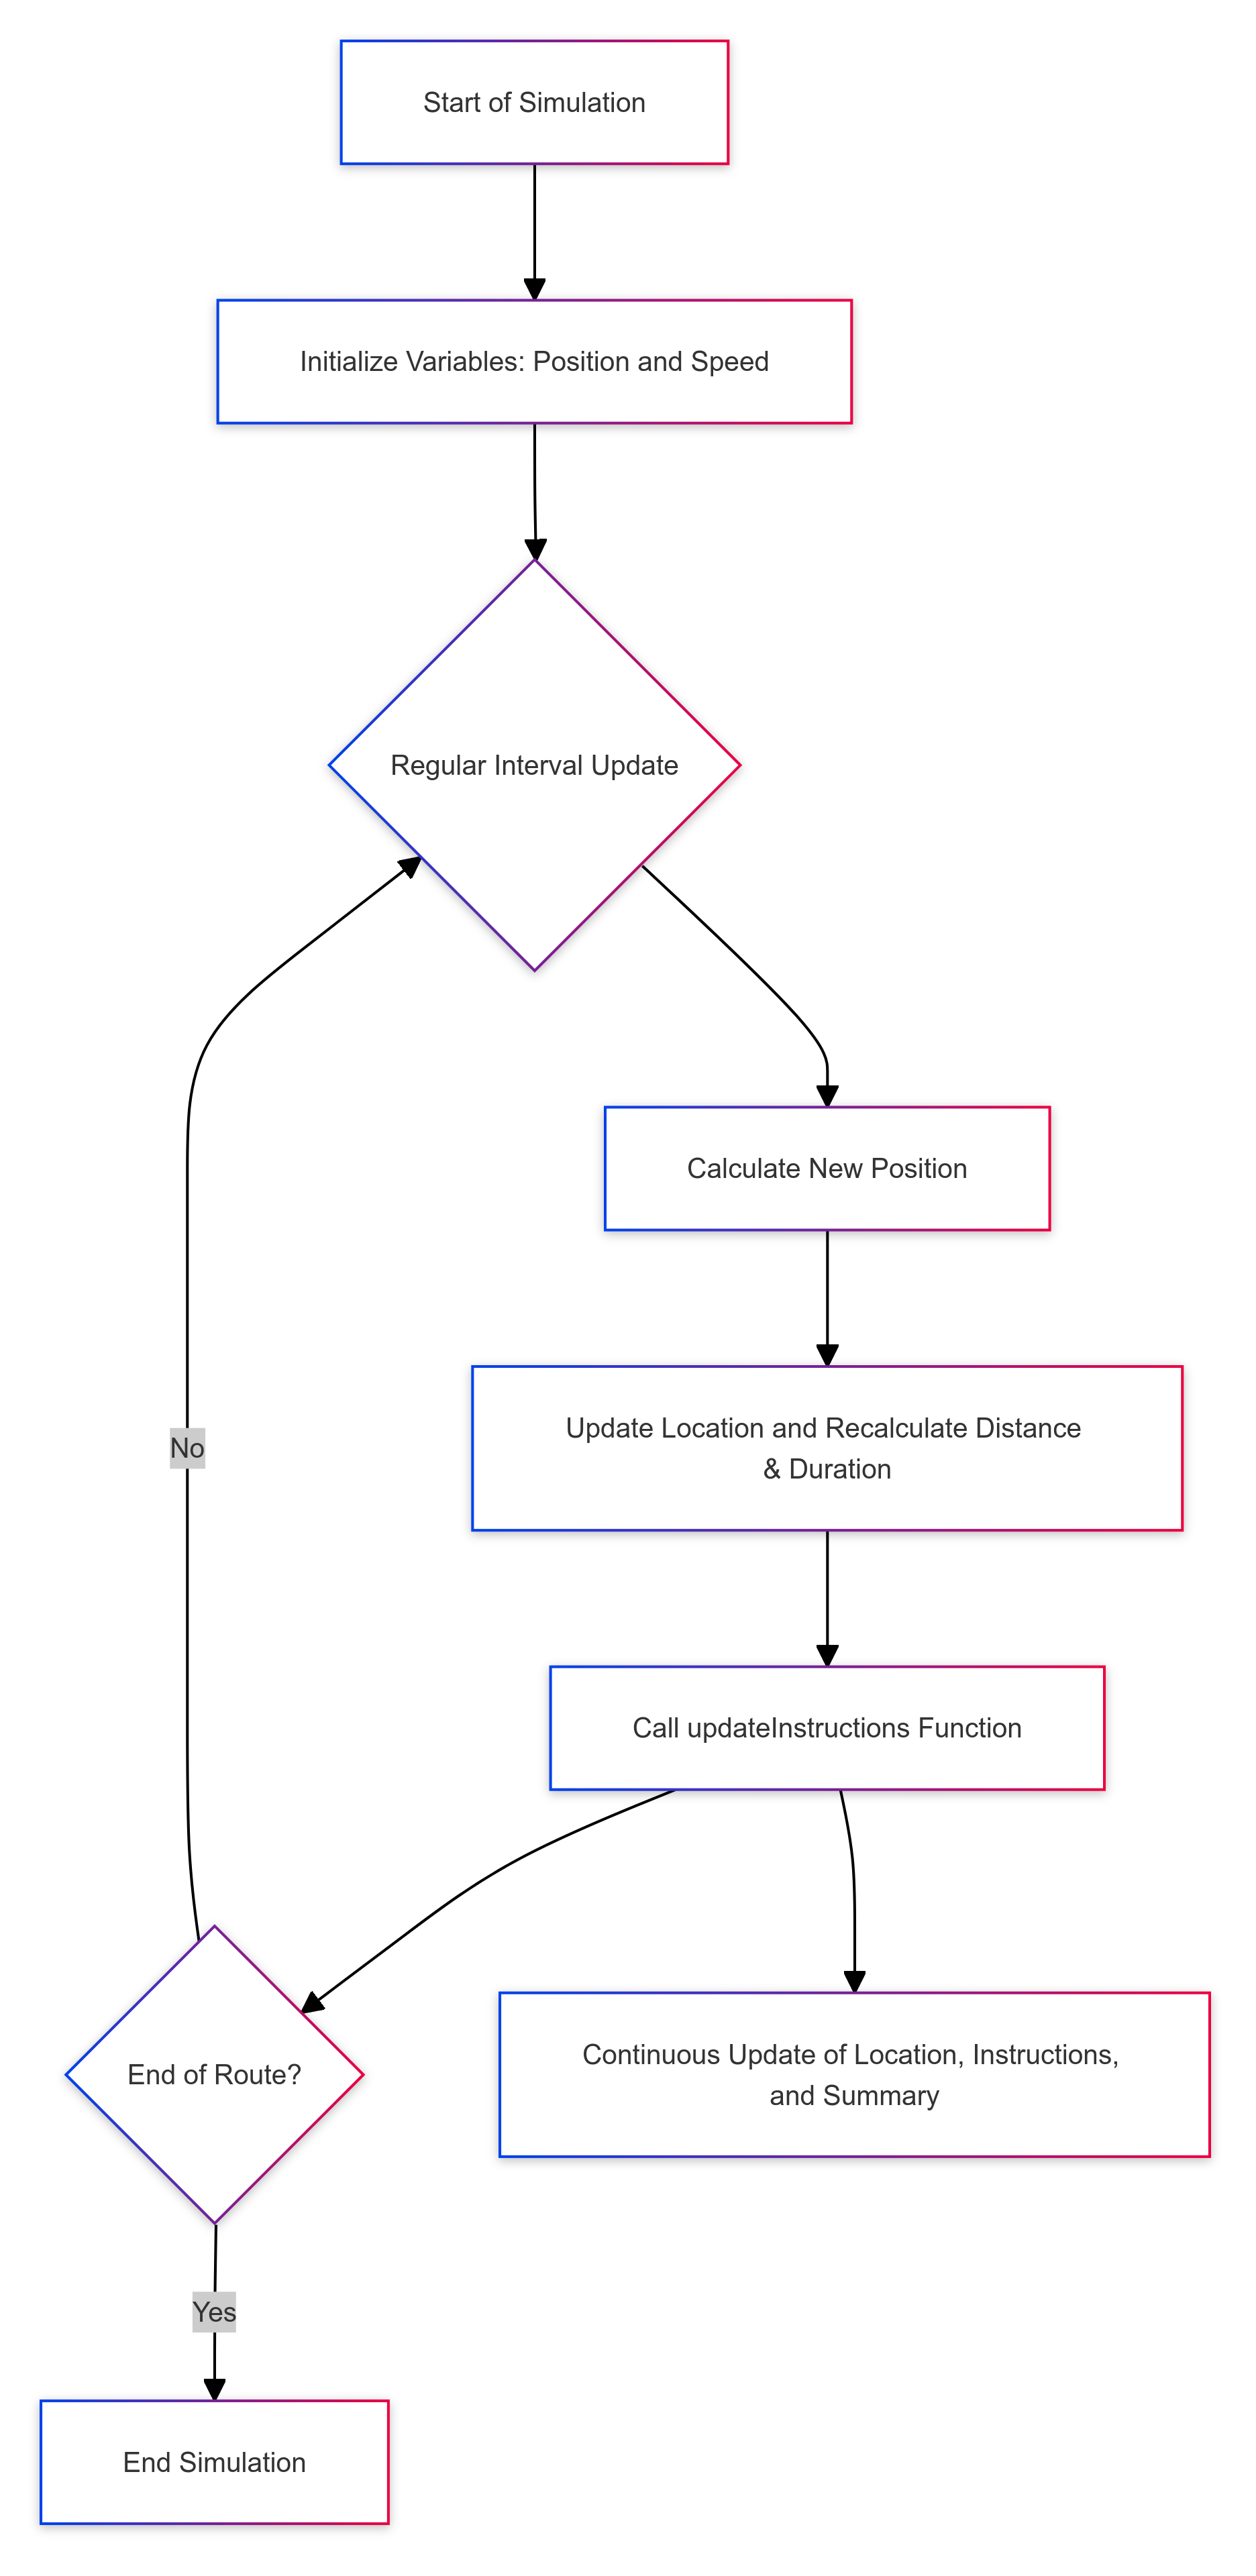 Start of Simulation
Initialize Variables: Position and Speed
Regular Interval Update
Calculate New Position
Update Location and Recalculate Distance
& Duration
No
Call updateInstructions Function
End of Route?
Continuous Update of Location, Instructions,
and Summary
Yes
End Simulation